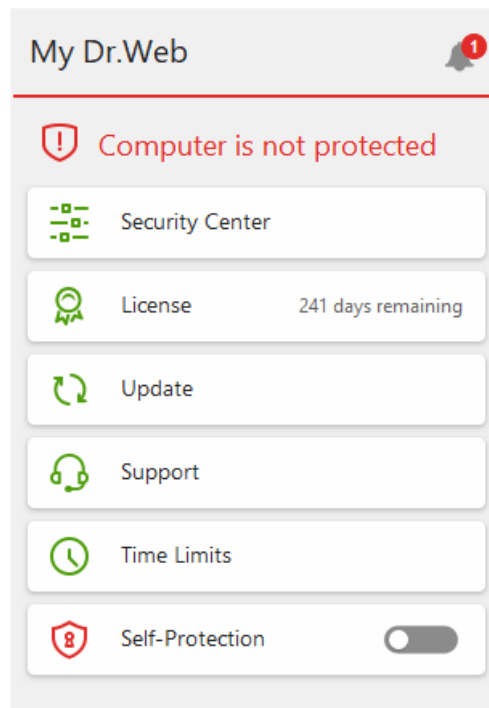 My Dr.Web
1
Computer is not protected
Security Center
License 241 days remaining
Update
Support
Time Limits
Self-Protection